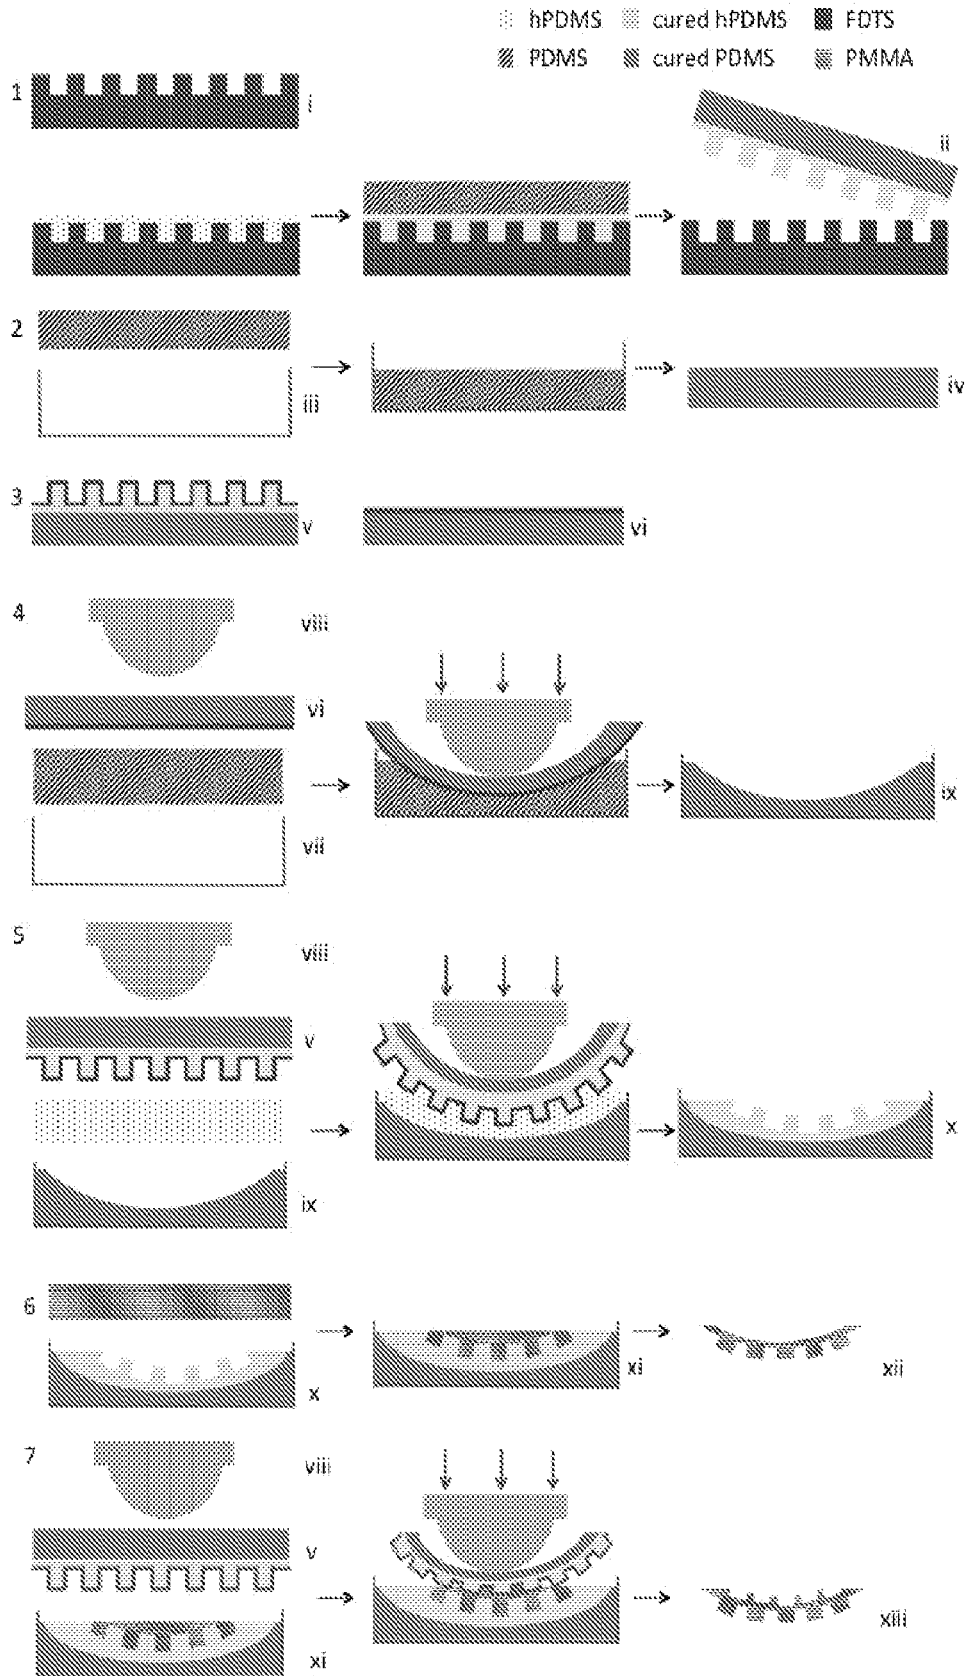 hPDMS cured hPDMS FDTS
PDMS cured PDMS PMMA
1
i
ii
2
iii
iv
3
v
vi
4
viii
vi
vii
ix
5
viii
v
ix
x
6
x
xi
xii
7
viii
v
xi
xiii